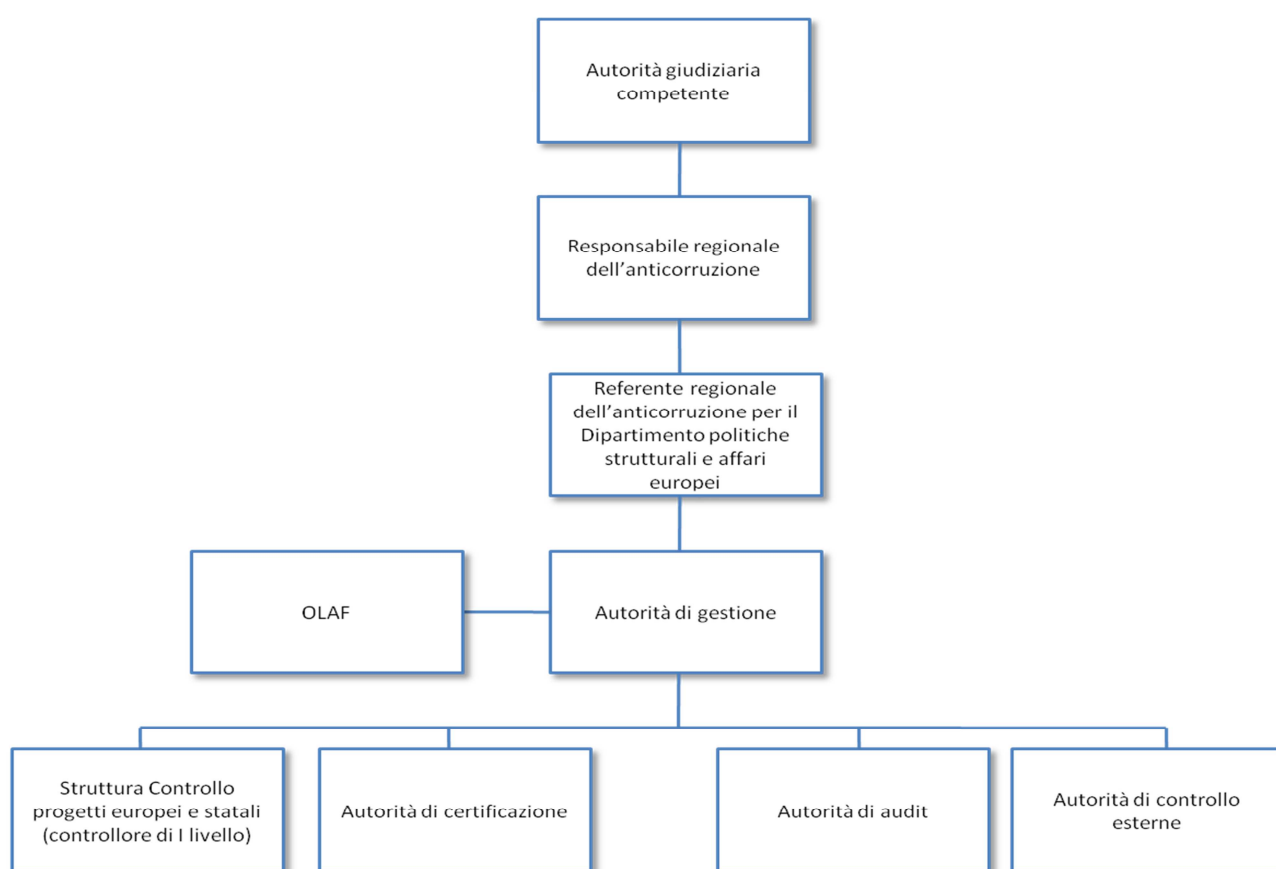 Autorità giudiziaria
competente
Responsabile regionale
dell’anticorruzione
Referente regionale
dell’anticorruzione per il
Dipartimento politiche
strutturali e affari
europei
OLAF
Autorità di gestione
Struttura Controllo
progetti europei e statali
(controllore di I livello)
Autorità di certificazione
Autorità di audit
Autorità di controllo
esterne